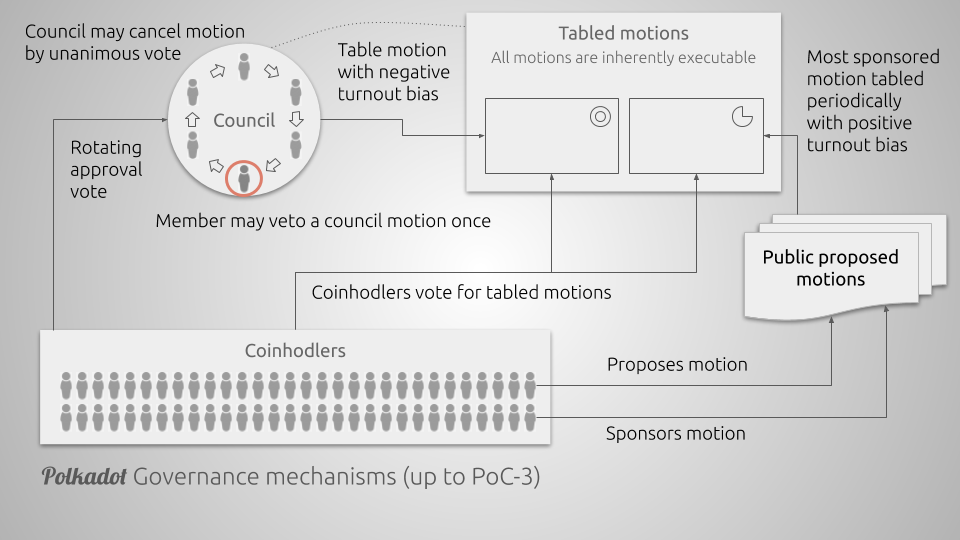 Council may cancel motion
by unanimous vote
Council
Rotating
approval
vote
Member may veto a council motion once
Table motion
with negative
turnout bias
Tabled motions
All motions are inherently executable
Most sponsored
motion tabled
periodically
with positive
turnout bias
Public proposed
motions
Coinhodlers vote for tabled motions
Coinhodlers
Proposes motion
Sponsors motion
Polkadot Governance mechanisms (up to PoC-3)